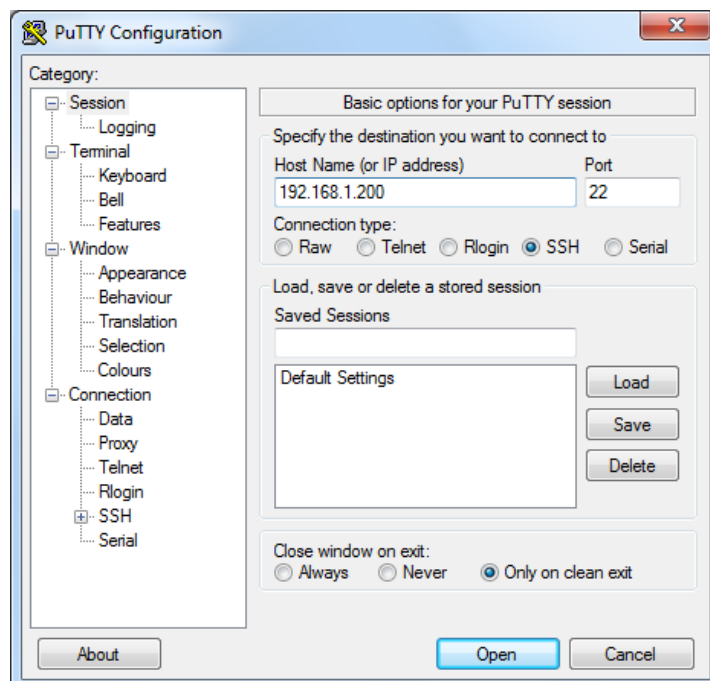 PuTTY Configuration
Category:
Session
Logging
Terminal
Keyboard
Bell
Features
Window
Appearance
Behaviour
Translation
Selection
Colours
Connection
Data
Proxy
Telnet
Rlogin
SSH
Serial
Basic options for your PuTTY session
Specify the destination you want to connect to
Host Name (or IP address) Port
192.168.1.200 22
Connection type:
Raw Telnet Rlogin SSH Serial
Load, save or delete a stored session
Saved Sessions
Default Settings
Load
Save
Delete
Close window on exit:
Always Never Only on clean exit
About Open Cancel